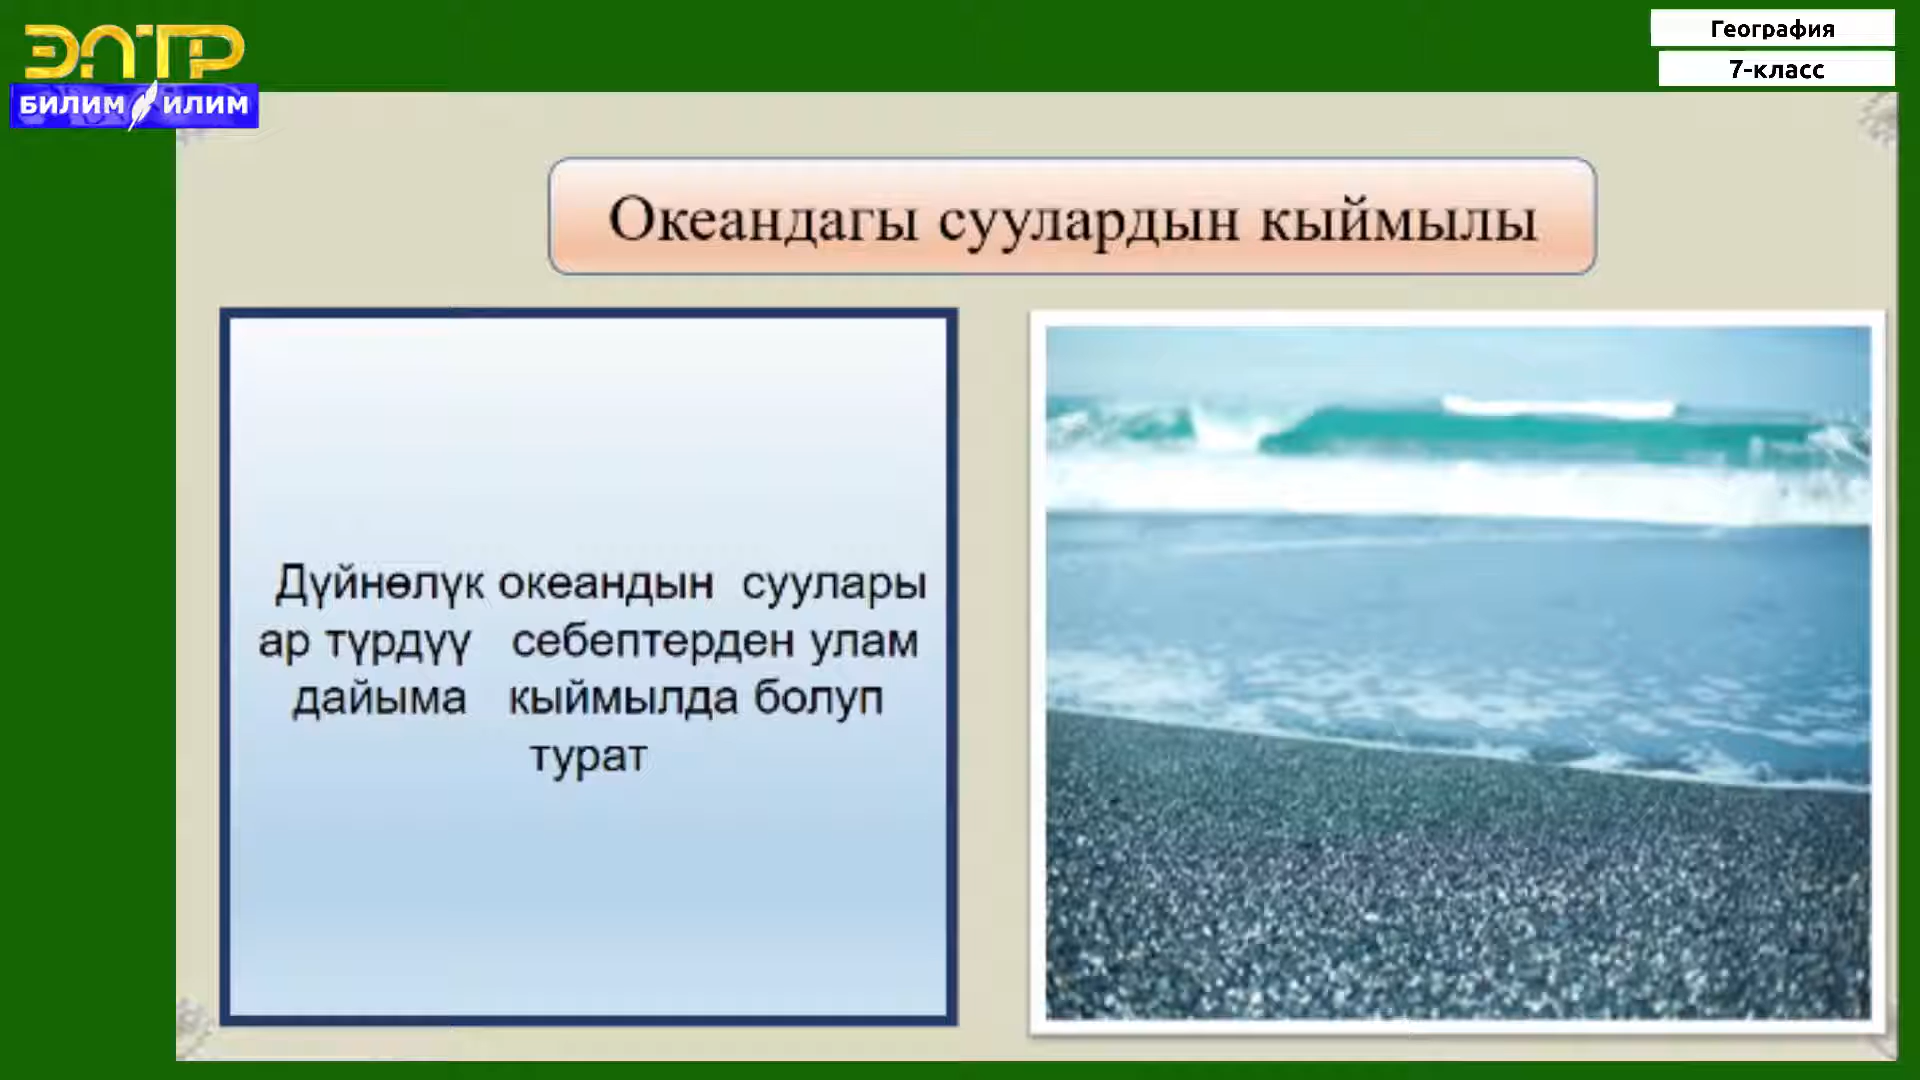 ЭЛТР
БИЛИМ ИЛИМ
География
7-класс
Океандагы суулардын кыймылы
Дүйнөлүк океандын суулары
ар түрдүү себептерден улам
дайыма кыймылда болуп
турат